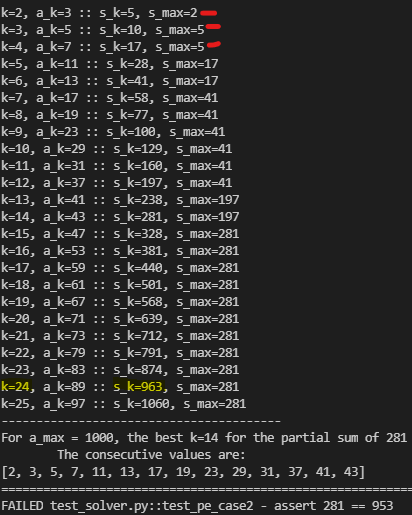 k=2, a_k=3 :: s_k=5, s_max=2
k=3, a_k=5 :: s_k=10, s_max=5
k=4, a_k=7 :: s_k=17, s_max=5
k=5, a_k=11 :: s_k=28, s_max=17
k=6, a_k=13 :: s_k=41, s_max=17
k=7, a_k=17 :: s_k=58, s_max=41
k=8, a_k=19 :: s_k=77, s_max=41
k=9, a_k=23 :: s_k=100, s_max=41
k=10, a_k=29 :: s_k=129, s_max=41
k=11, a_k=31 :: s_k=160, s_max=41
k=12, a_k=37 :: s_k=197, s_max=41
k=13, a_k=41 :: s_k=238, s_max=197
k=14, a_k=43 :: s_k=281, s_max=197
k=15, a_k=47 :: s_k=328, s_max=281
k=16, a_k=53 :: s_k=381, s_max=281
k=17, a_k=59 :: s_k=440, s_max=281
k=18, a_k=61 :: s_k=501, s_max=281
k=19, a_k=67 :: s_k=568, s_max=281
k=20, a_k=71 :: s_k=639, s_max=281
k=21, a_k=73 :: s_k=712, s_max=281
k=22, a_k=79 :: s_k=791, s_max=281
k=23, a_k=83 :: s_k=874, s_max=281
k=24, a_k=89 :: s_k=963, s_max=281
k=25, a_k=97 :: s_k=1060, s_max=281
----------------------------------------
For a_max = 1000, the best k=14 for the partial sum of 281
The consecutive values are:
[2, 3, 5, 7, 11, 13, 17, 19, 23, 29, 31, 37, 41, 43]
===========================================================
FAILED test_solver.py::test_pe_case2 - assert 281 == 953